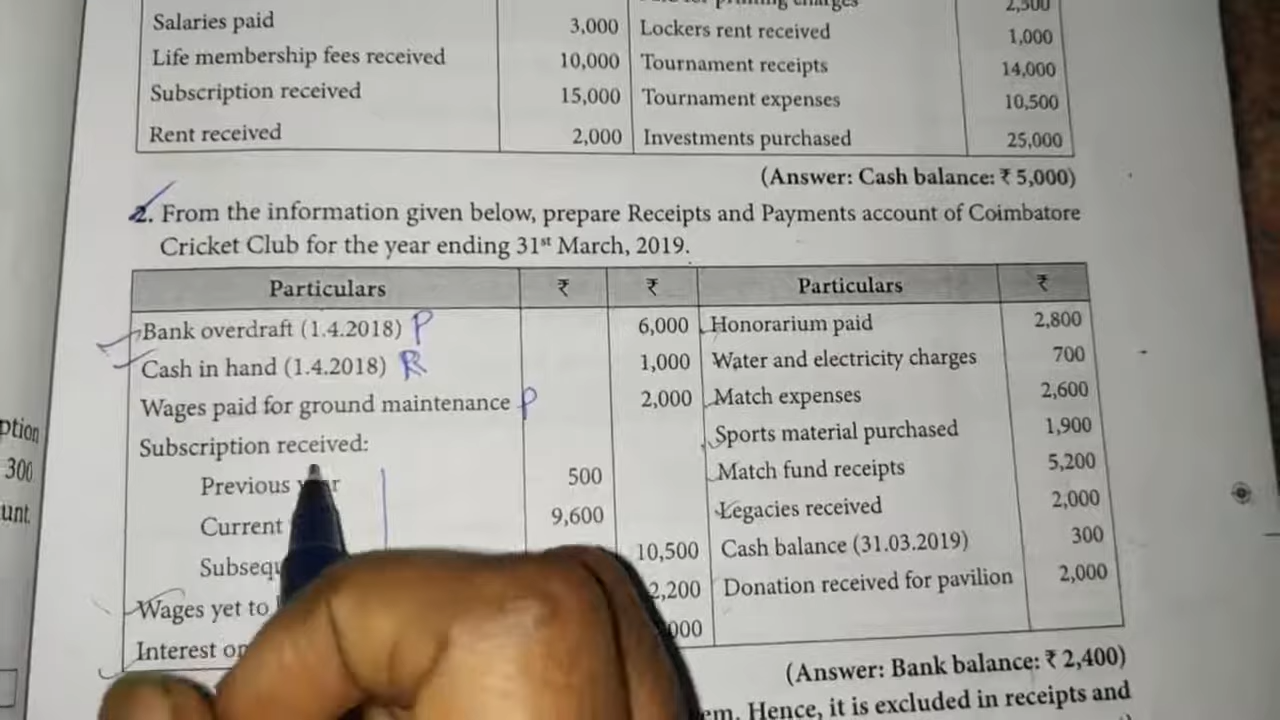 Salaries paid 3,000 Lockers rent received 1,000
Life membership fees received 10,000 Tournament receipts 14,000
Subscription received 15,000 Tournament expenses 10,500
Rent received 2,000 Investments purchased 25,000
(Answer: Cash balance: ₹ 5,000)
2. From the information given below, prepare Receipts and Payments account of Coimbatore
Cricket Club for the year ending 31st March, 2019.
Particulars ₹ ₹ Particulars ₹
Bank overdraft (1.4.2018) P 6,000 Honorarium paid 2,800
Cash in hand (1.4.2018) R 1,000 Water and electricity charges 700
Wages paid for ground maintenance P 2,000 Match expenses 2,600
Subscription received: Sports material purchased 1,900
Previous 500 Match fund receipts 5,200
Current 9,600 Legacies received 2,000
10,500 Cash balance (31.03.2019) 300
Wages yet to 2,200 Donation received for pavilion 2,000
Interest
(Answer: Bank balance: ₹ 2,400)
Hence, it is excluded in receipts and
ption
300
unt.